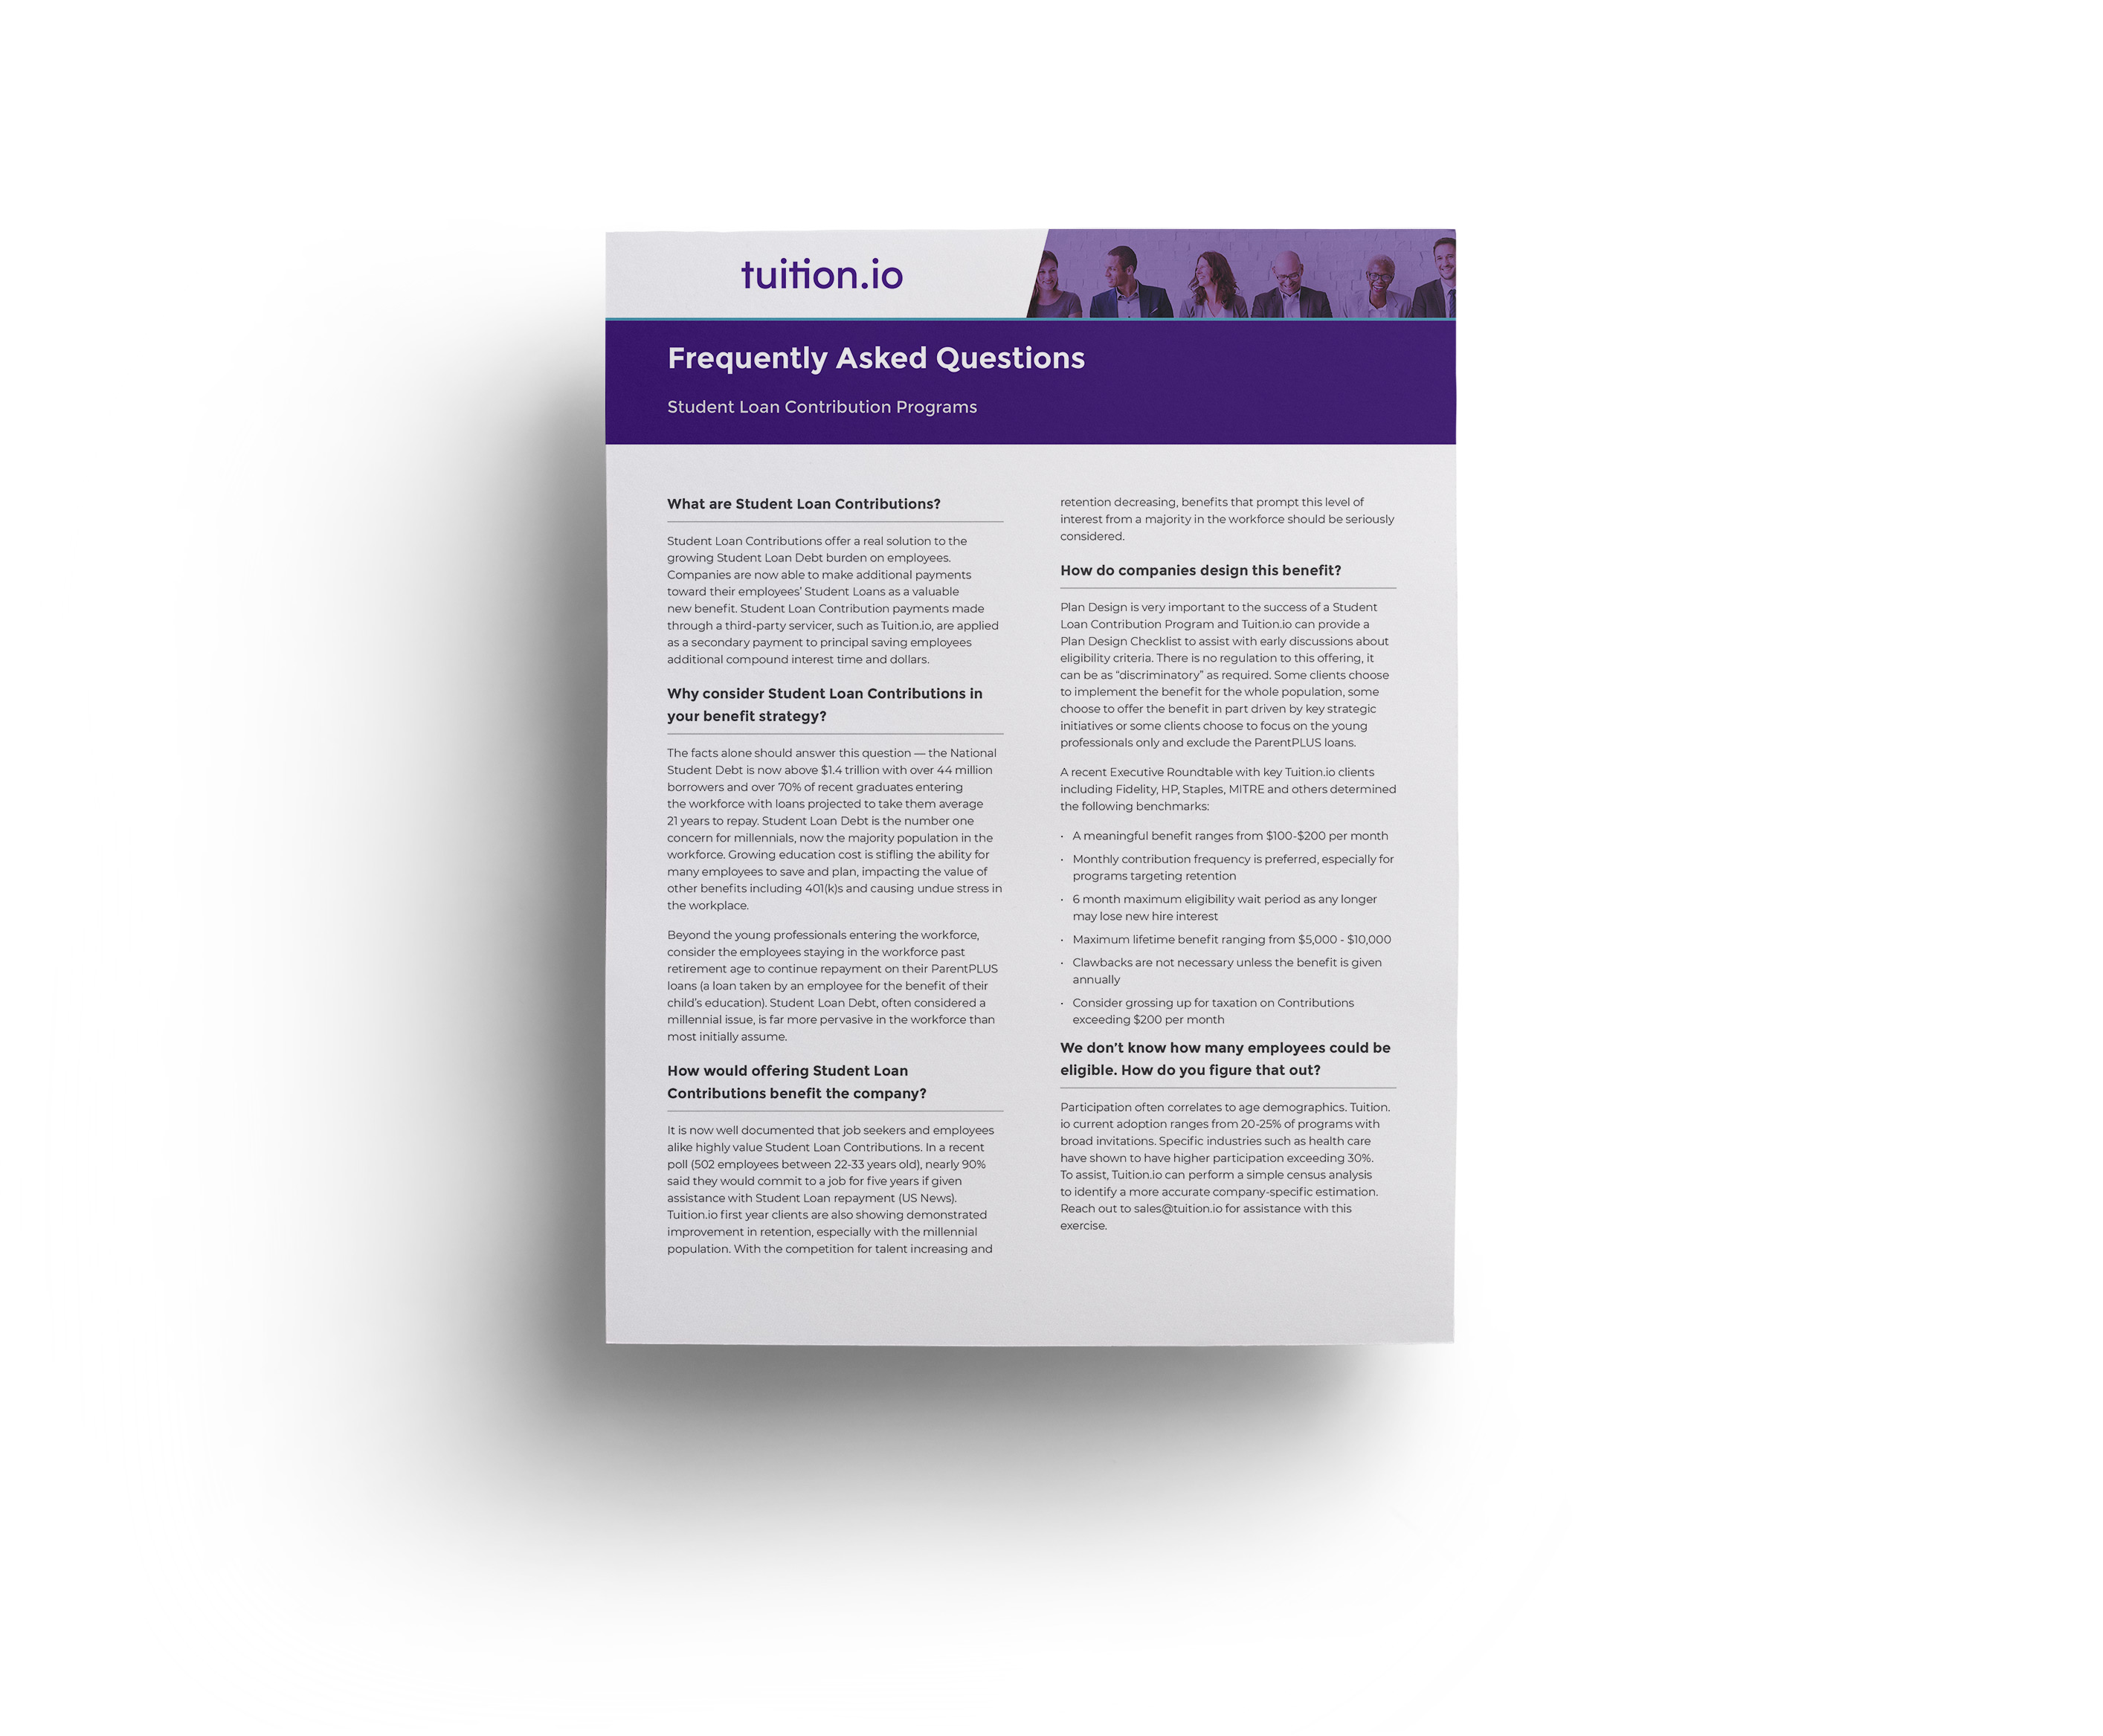 tuition.io
Frequently Asked Questions
Student Loan Contribution Programs
What are Student Loan Contributions?
Student Loan Contributions offer a real solution to the
growing Student Loan Debt burden on employees.
Companies are now able to make additional payments
toward their employees' Student Loans as a valuable
new benefit. Student Loan Contribution payments made
through a third-party servicer, such as Tuition.io, are applied
as a secondary payment to principal saving employees
additional compound interest time and dollars.
Why consider Student Loan Contributions in
your benefit strategy?
The facts alone should answer this question — the National
Student Debt is now above $1.4 trillion with over 44 million
borrowers and over 70% of recent graduates entering
the workforce with loans projected to take them average
21 years to repay. Student Loan Debt is the number one
concern for millennials, now the majority population in the
workforce. Growing education cost is stifling the ability for
many employees to save and plan, impacting the value of
other benefits including 401(k)s and causing undue stress in
the workplace.
Beyond the young professionals entering the workforce,
consider the employees staying in the workforce past
retirement age to continue repayment on their ParentPLUS
loans (a loan taken by an employee for the benefit of their
child's education). Student Loan Debt, often considered a
millennial issue, is far more pervasive in the workforce than
most initially assume.
How would offering Student Loan
Contributions benefit the company?
It is now well documented that job seekers and employees
alike highly value Student Loan Contributions. In a recent
poll (502 employees between 22-33 years old), nearly 90%
said they would commit to a job for five years if given
assistance with Student Loan repayment (US News).
Tuition.io first year clients are also showing demonstrated
improvement in retention, especially with the millennial
population. With the competition for talent increasing and
retention decreasing, benefits that prompt this level of
interest from a majority in the workforce should be seriously
considered.
How do companies design this benefit?
Plan Design is very important to the success of a Student
Loan Contribution Program and Tuition.io can provide a
Plan Design Checklist to assist with early discussions about
eligibility criteria. There is no regulation to this offering, it
can be as "discriminatory" as required. Some clients choose
to implement the benefit for the whole population, some
choose to offer the benefit in part driven by key strategic
initiatives or some clients choose to focus on the young
professionals only and exclude the ParentPLUS loans.
A recent Executive Roundtable with key Tuition.io clients
including Fidelity, HP, Staples, MITRE and others determined
the following benchmarks:
· A meaningful benefit ranges from $100-$200 per month
· Monthly contribution frequency is preferred, especially for
programs targeting retention
· 6 month maximum eligibility wait period as any longer
may lose new hire interest
· Maximum lifetime benefit ranging from $5,000 - $10,000
· Clawbacks are not necessary unless the benefit is given
annually
· Consider grossing up for taxation on Contributions
exceeding $200 per month
We don't know how many employees could be
eligible. How do you figure that out?
Participation often correlates to age demographics. Tuition.
io current adoption ranges from 20-25% of programs with
broad invitations. Specific industries such as health care
have shown to have higher participation exceeding 30%.
To assist, Tuition.io can perform a simple census analysis
to identify a more accurate company-specific estimation.
Reach out to sales@tuition.io for assistance with this
exercise.